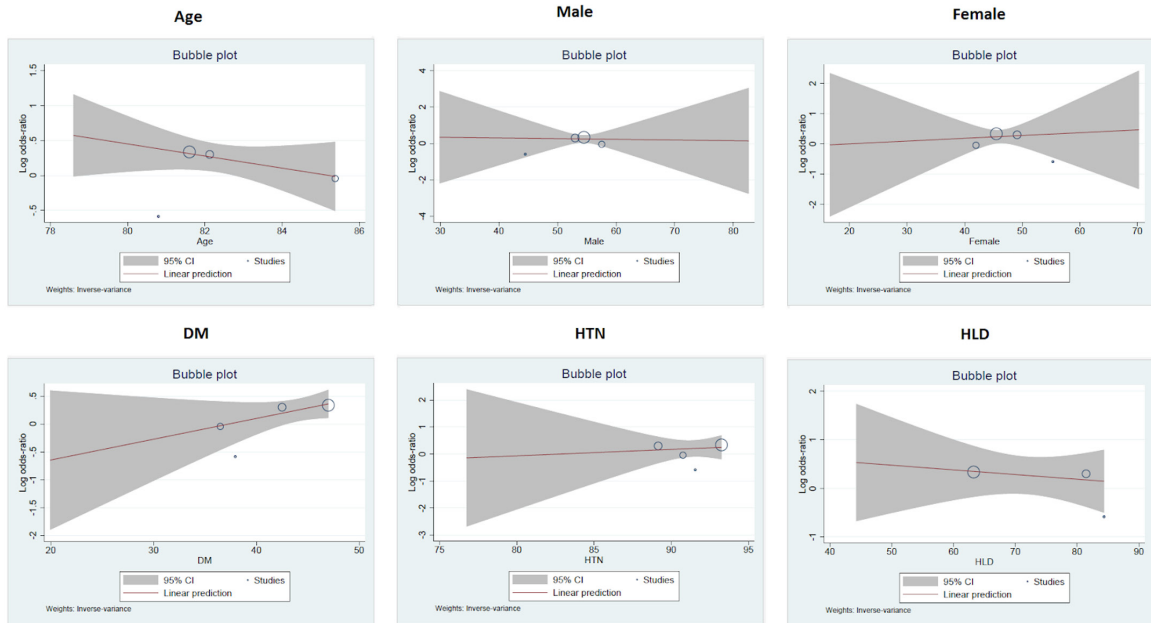 Age
Bubble plot
Log odds-ratio
1.5
1
.5
0
-.5
78 80 82 84 86
Age
95% CI Studies
Linear prediction
Weights: Inverse-variance
Male
Bubble plot
Log odds-ratio
4
2
0
-2
-4
30 40 50 60 70 80
Male
95% CI Studies
Linear prediction
Weights: Inverse-variance
Female
Bubble plot
Log odds-ratio
2
1
0
-1
-2
20 30 40 50 60 70
Female
95% CI Studies
Linear prediction
Weights: Inverse-variance
DM
Bubble plot
Log odds-ratio
.5
0
-.5
-1
-1.5
-2
20 30 40 50
DM
95% CI Studies
Linear prediction
Weights: Inverse-variance
HTN
Bubble plot
Log odds-ratio
2
1
0
-1
-2
-3
75 80 85 90 95
HTN
95% CI Studies
Linear prediction
Weights: Inverse-variance
HLD
Bubble plot
Log odds-ratio
2
1
0
-1
40 50 60 70 80 90
HLD
95% CI Studies
Linear prediction
Weights: Inverse-variance